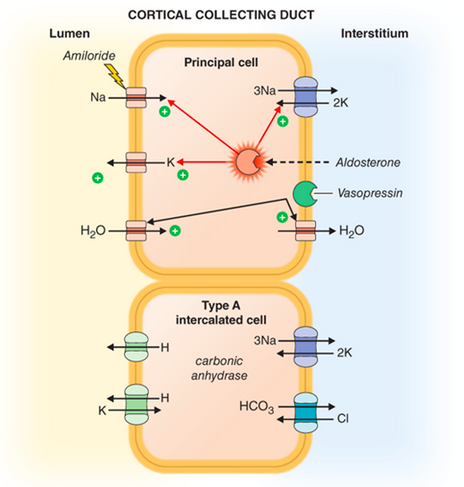 CORTICAL COLLECTING DUCT
Lumen
Interstitium
Amiloride
Principal cell
Na
3Na
2K
+
+
K
Aldosterone
+
+
Vasopressin
+
H₂O
+
H₂O
Type A
intercalated cell
H
3Na
2K
carbonic
anhydrase
H
K
HCO₃
Cl